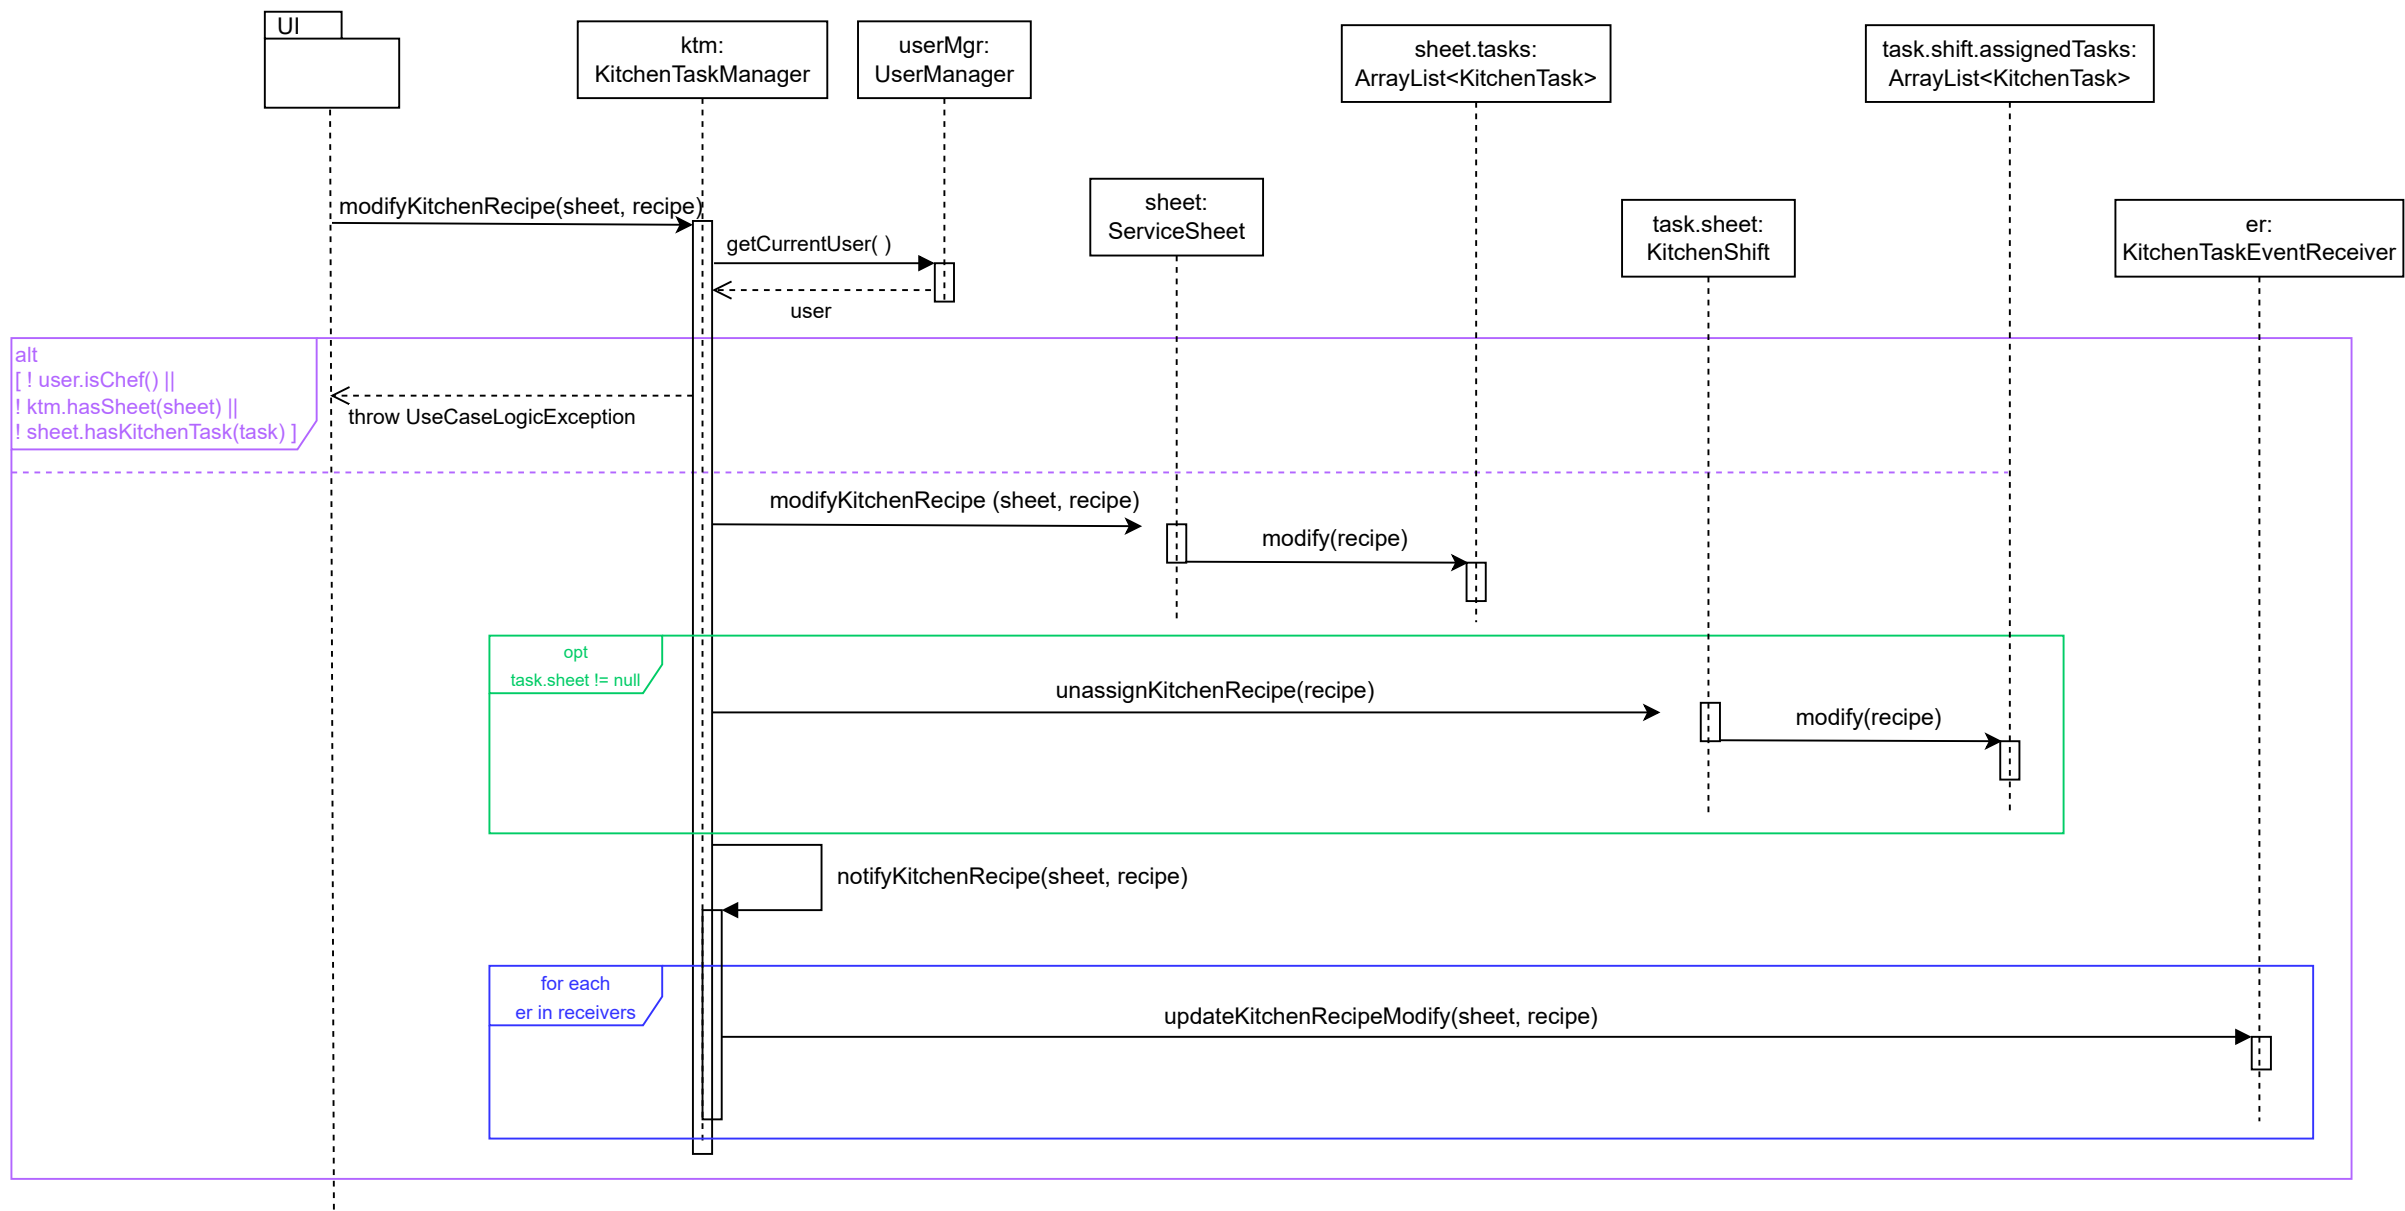 UI
ktm:
KitchenTaskManager
userMgr:
UserManager
sheet.tasks:
ArrayList<KitchenTask>
task.shift.assignedTasks:
ArrayList<KitchenTask>
sheet:
ServiceSheet
task.sheet:
KitchenShift
er:
KitchenTaskEventReceiver
modifyKitchenRecipe(sheet, recipe)
getCurrentUser( )
user
alt
[ ! user.isChef() ||
! ktm.hasSheet(sheet) ||
! sheet.hasKitchenTask(task) ]
throw UseCaseLogicException
modifyKitchenRecipe (sheet, recipe)
modify(recipe)
opt
task.sheet != null
unassignKitchenRecipe(recipe)
modify(recipe)
notifyKitchenRecipe(sheet, recipe)
for each
er in receivers
updateKitchenRecipeModify(sheet, recipe)